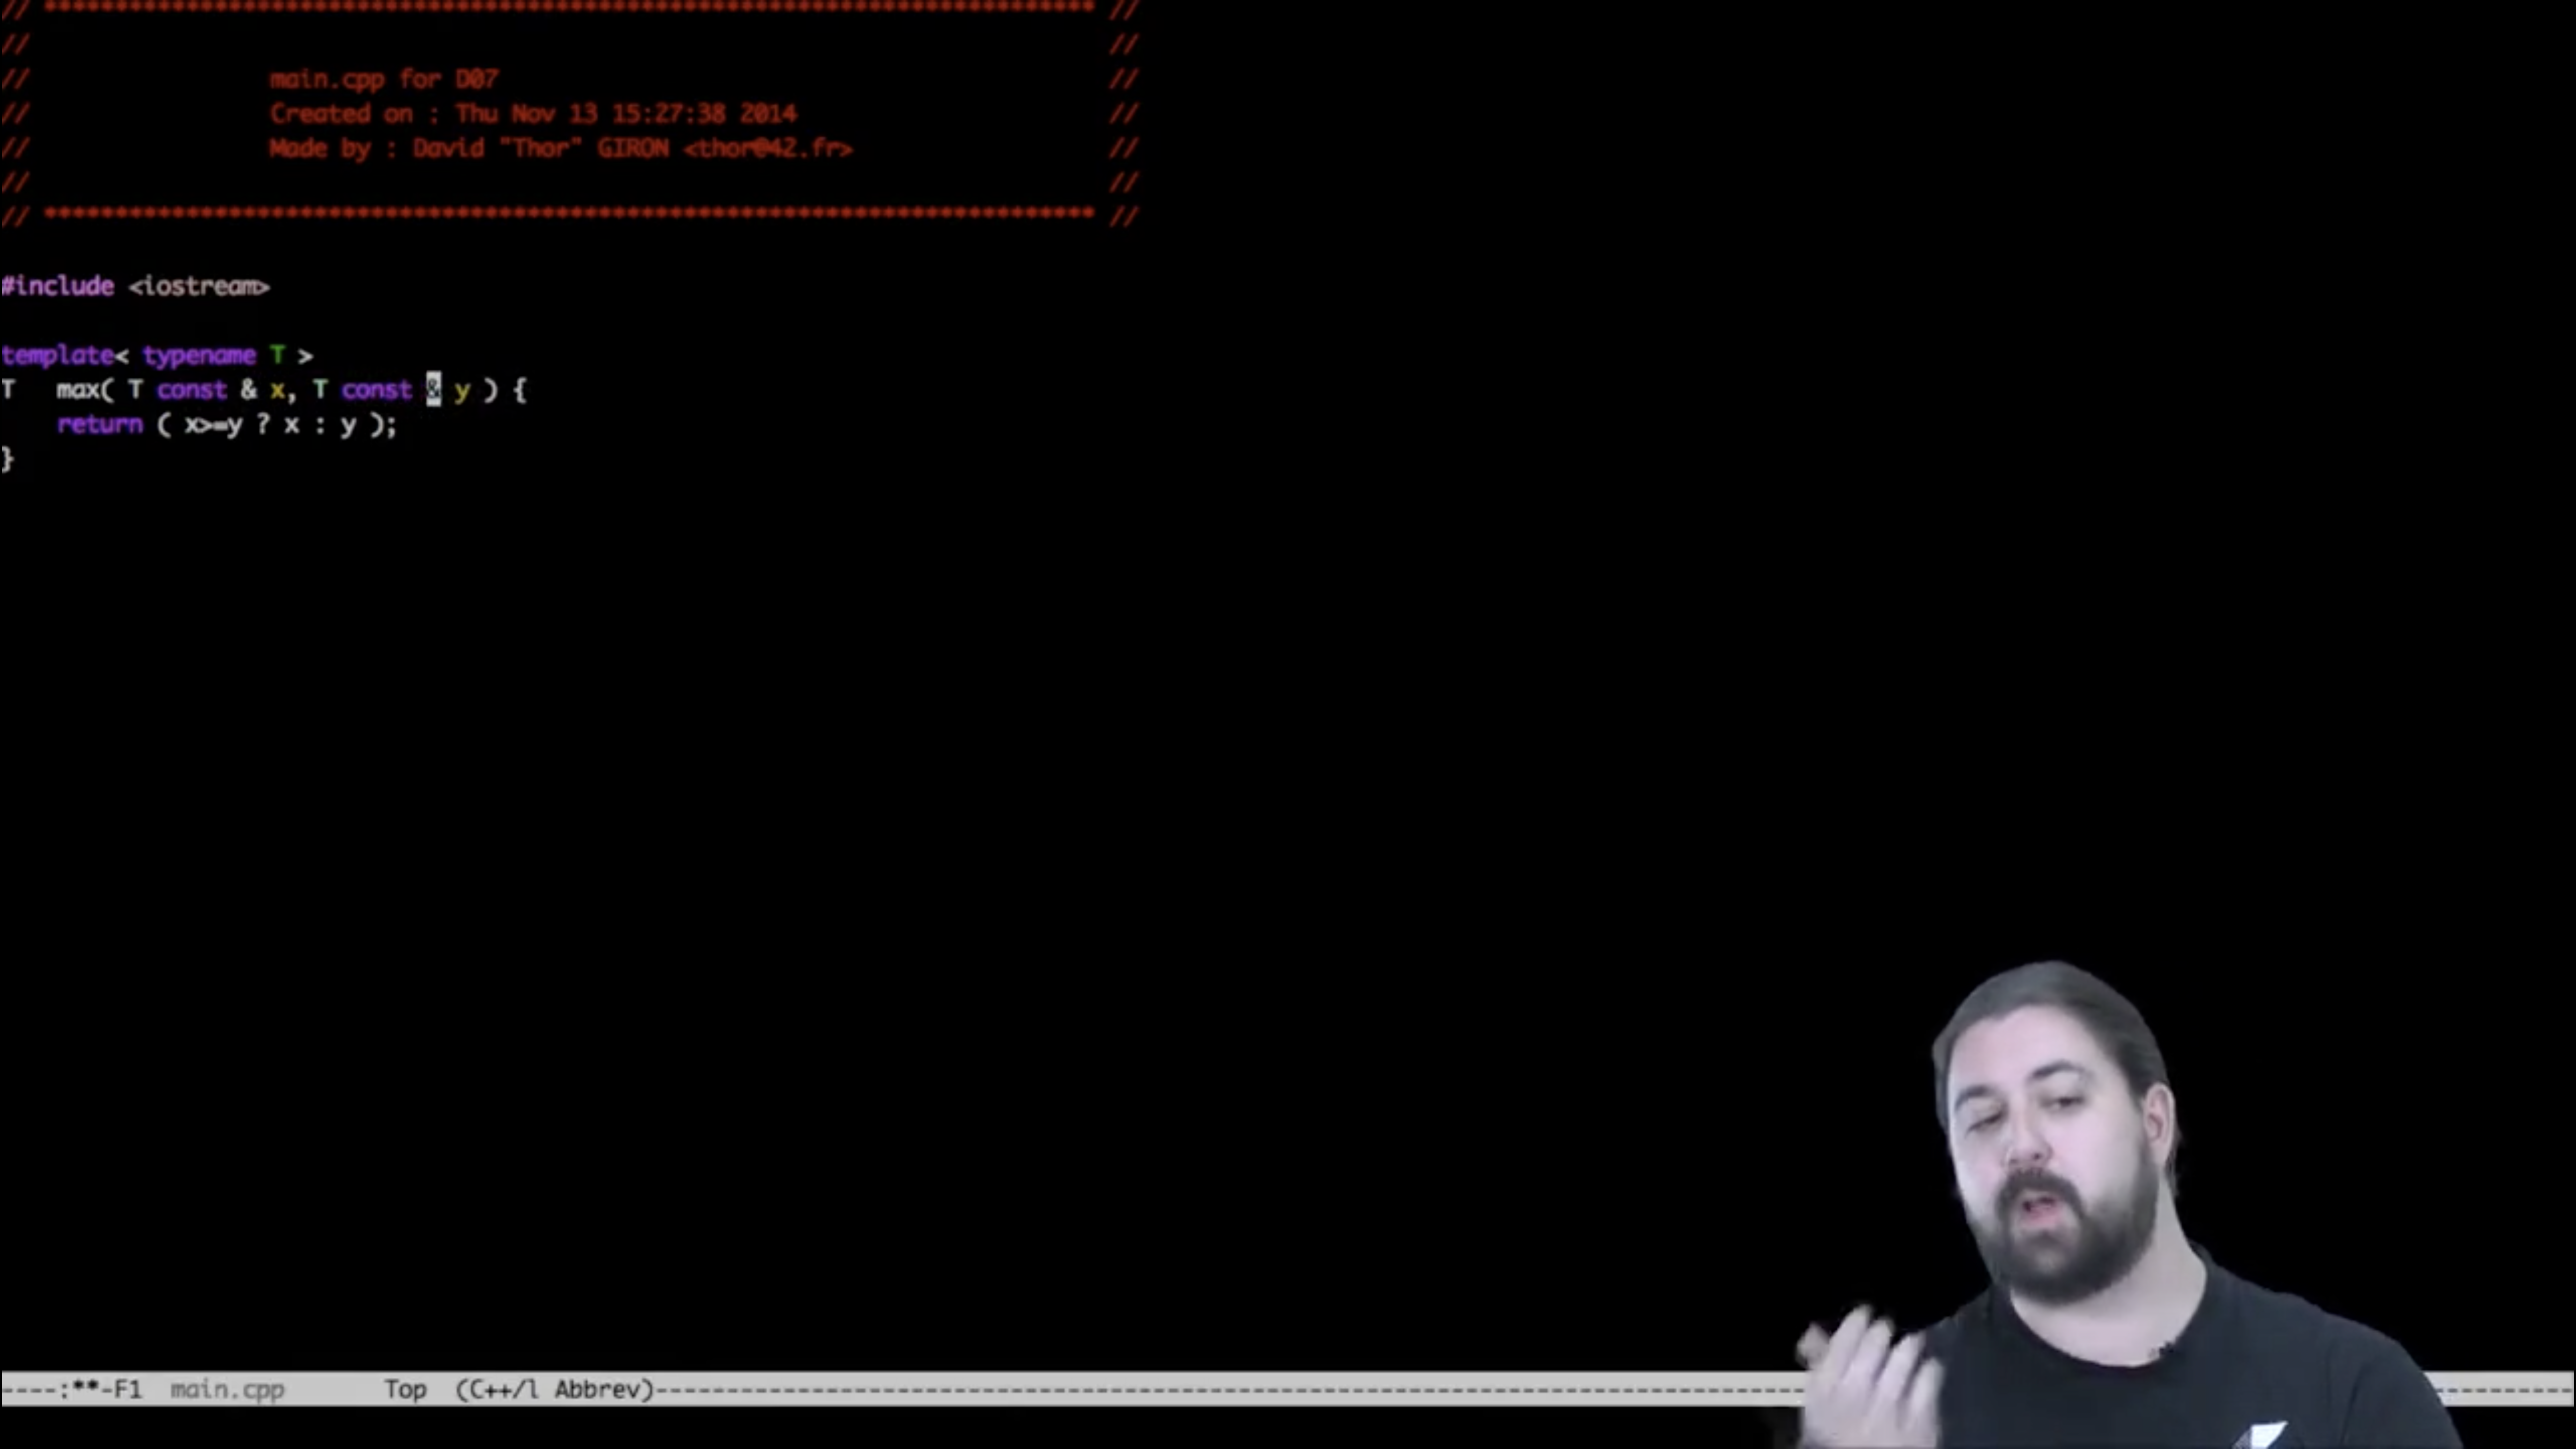 // ************************************************************************** //
// //
// main.cpp for D07 //
// Created on : Thu Nov 13 15:27:38 2014 //
// Made by : David "Thor" GIRON <thor@42.fr> //
// //
// ************************************************************************** //
#include <iostream>
template< typename T >
T max( T const & x, T const & y ) {
return ( x>=y ? x : y );
}
----:**-F1 main.cpp Top (C++/l Abbrev)--------------------------------------------------------------------------------